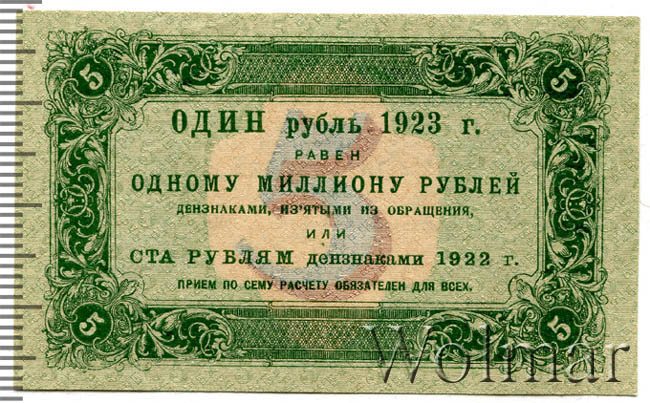 5 5
ОДИН рубль 1923 г.
РАВЕН
ОДНОМУ МИЛЛИОНУ РУБЛЕЙ
ДЕНЗНАКАМИ, ИЗ'ЯТЫМИ ИЗ ОБРАЩЕНИЯ,
ИЛИ
СТА РУБЛЯМ дензнаками 1922 г.
ПРИЕМ ПО СЕМУ РАСЧЕТУ ОБЯЗАТЕЛЕН ДЛЯ ВСЕХ.
5
5 5
Wolmar